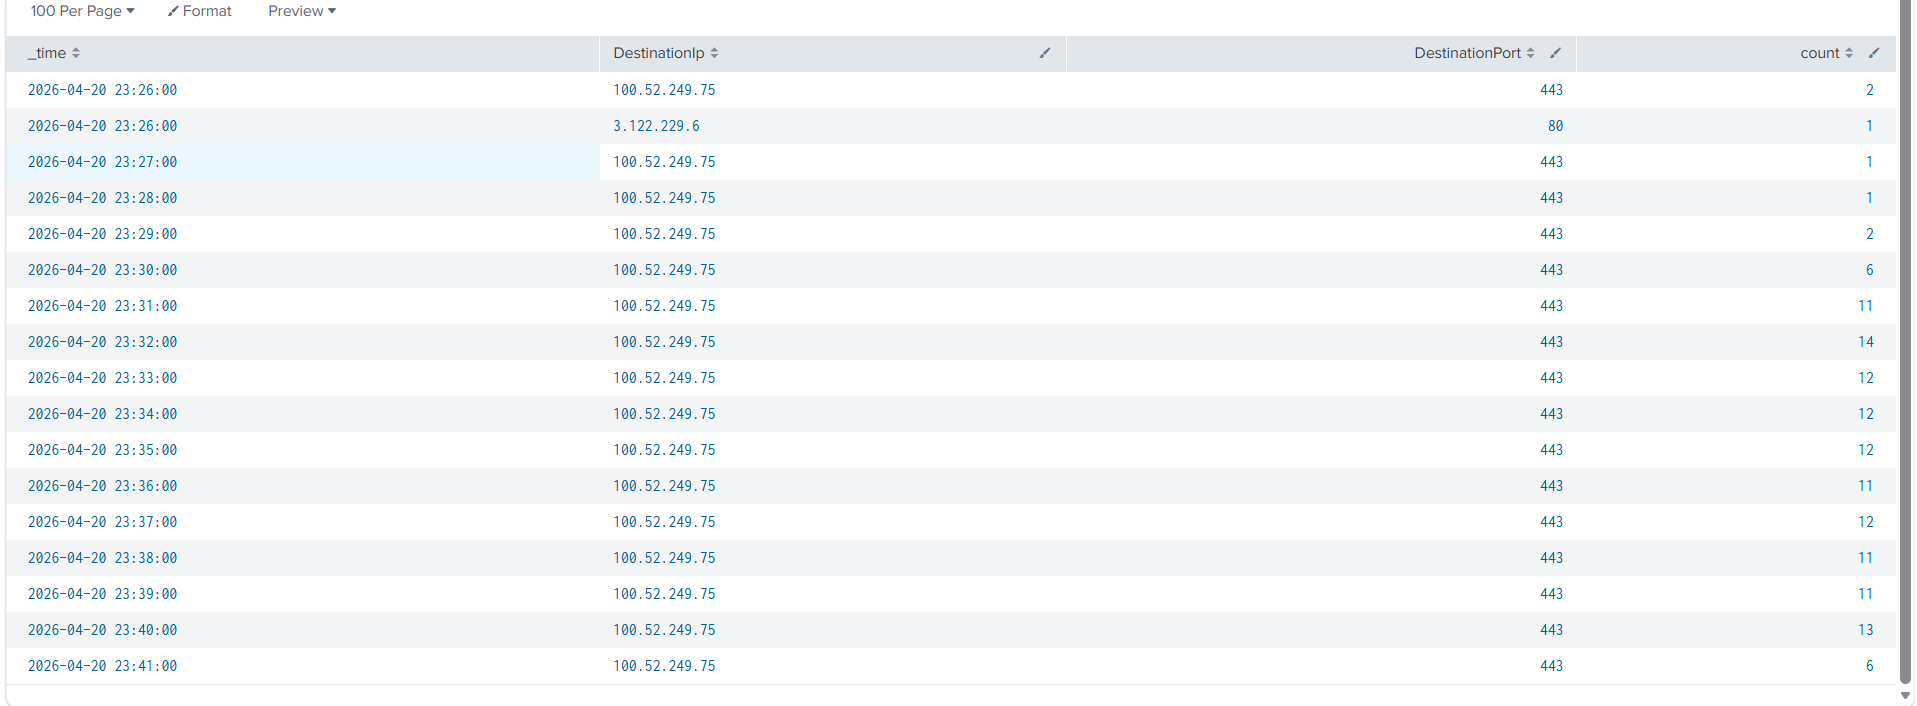 100 Per Page Format Preview
_time DestinationIp DestinationPort count
2026-04-20 23:26:00 100.52.249.75 443 2
2026-04-20 23:26:00 3.122.229.6 80 1
2026-04-20 23:27:00 100.52.249.75 443 1
2026-04-20 23:28:00 100.52.249.75 443 1
2026-04-20 23:29:00 100.52.249.75 443 2
2026-04-20 23:30:00 100.52.249.75 443 6
2026-04-20 23:31:00 100.52.249.75 443 11
2026-04-20 23:32:00 100.52.249.75 443 14
2026-04-20 23:33:00 100.52.249.75 443 12
2026-04-20 23:34:00 100.52.249.75 443 12
2026-04-20 23:35:00 100.52.249.75 443 12
2026-04-20 23:36:00 100.52.249.75 443 11
2026-04-20 23:37:00 100.52.249.75 443 12
2026-04-20 23:38:00 100.52.249.75 443 11
2026-04-20 23:39:00 100.52.249.75 443 11
2026-04-20 23:40:00 100.52.249.75 443 13
2026-04-20 23:41:00 100.52.249.75 443 6